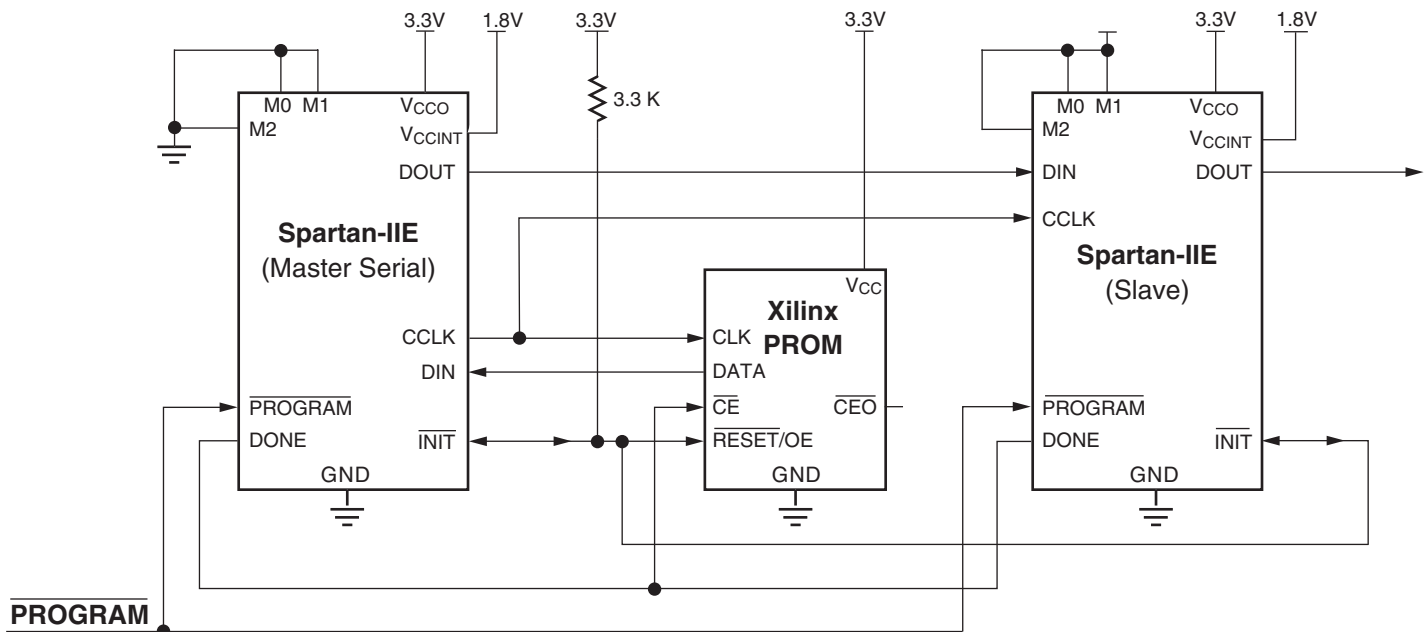 3.3V 1.8V 3.3V 3.3V 3.3V 1.8V
3.3 K
M0 M1
M2
VCCO
VCCINT
DOUT
Spartan-IIE
(Master Serial)
CCLK
DIN
PROGRAM
DONE
INIT
GND
VCC
Xilinx
PROM
CLK
DATA
CE
CEO
RESET/OE
GND
M0 M1
M2
VCCO
VCCINT
DIN
DOUT
CCLK
Spartan-IIE
(Slave)
PROGRAM
DONE
INIT
GND
PROGRAM